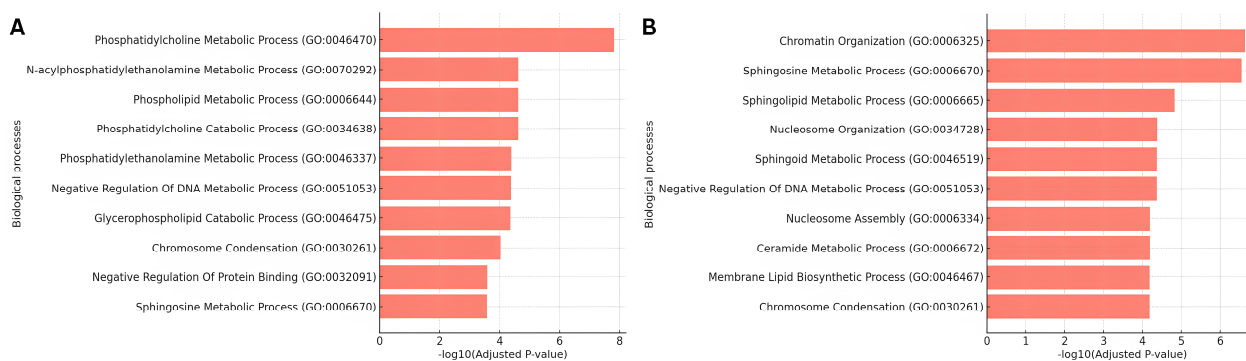 A
Biological processes
Phosphatidylcholine Metabolic Process (GO:0046470)
N-acylphosphatidylethanolamine Metabolic Process (GO:0070292)
Phospholipid Metabolic Process (GO:0006644)
Phosphatidylcholine Catabolic Process (GO:0034638)
Phosphatidylethanolamine Metabolic Process (GO:0046337)
Negative Regulation Of DNA Metabolic Process (GO:0051053)
Glycerophospholipid Catabolic Process (GO:0046475)
Chromosome Condensation (GO:0030261)
Negative Regulation Of Protein Binding (GO:0032091)
Sphingosine Metabolic Process (GO:0006670)
0 2 4 6 8
-log10(Adjusted P-value)
B
Biological processes
Chromatin Organization (GO:0006325)
Sphingosine Metabolic Process (GO:0006670)
Sphingolipid Metabolic Process (GO:0006665)
Nucleosome Organization (GO:0034728)
Sphingoid Metabolic Process (GO:0046519)
Negative Regulation Of DNA Metabolic Process (GO:0051053)
Nucleosome Assembly (GO:0006334)
Ceramide Metabolic Process (GO:0006672)
Membrane Lipid Biosynthetic Process (GO:0046467)
Chromosome Condensation (GO:0030261)
0 1 2 3 4 5 6
-log10(Adjusted P-value)